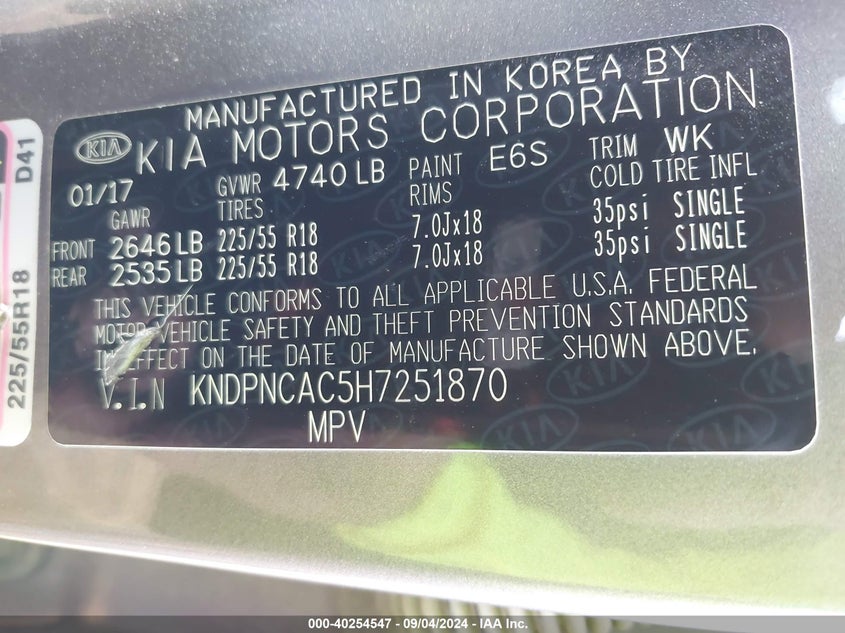 MANUFACTURED IN KOREA BY
KIA KIA MOTORS CORPORATION
01/17 GVWR 4740 LB PAINT E6S TRIM WK
GAWR TIRES RIMS COLD TIRE INFL
FRONT 2646 LB 225/55 R18 7.0Jx18 35psi SINGLE
REAR 2535 LB 225/55 R18 7.0Jx18 35psi SINGLE
THIS VEHICLE CONFORMS TO ALL APPLICABLE U.S.A. FEDERAL
MOTOR VEHICLE SAFETY AND THEFT PREVENTION STANDARDS
IN EFFECT ON THE DATE OF MANUFACTURE SHOWN ABOVE.
V.I.N KNDPNCAC5H7251870
MPV
225/55R18 D41
000-40254547 - 09/04/2024 - IAA Inc.